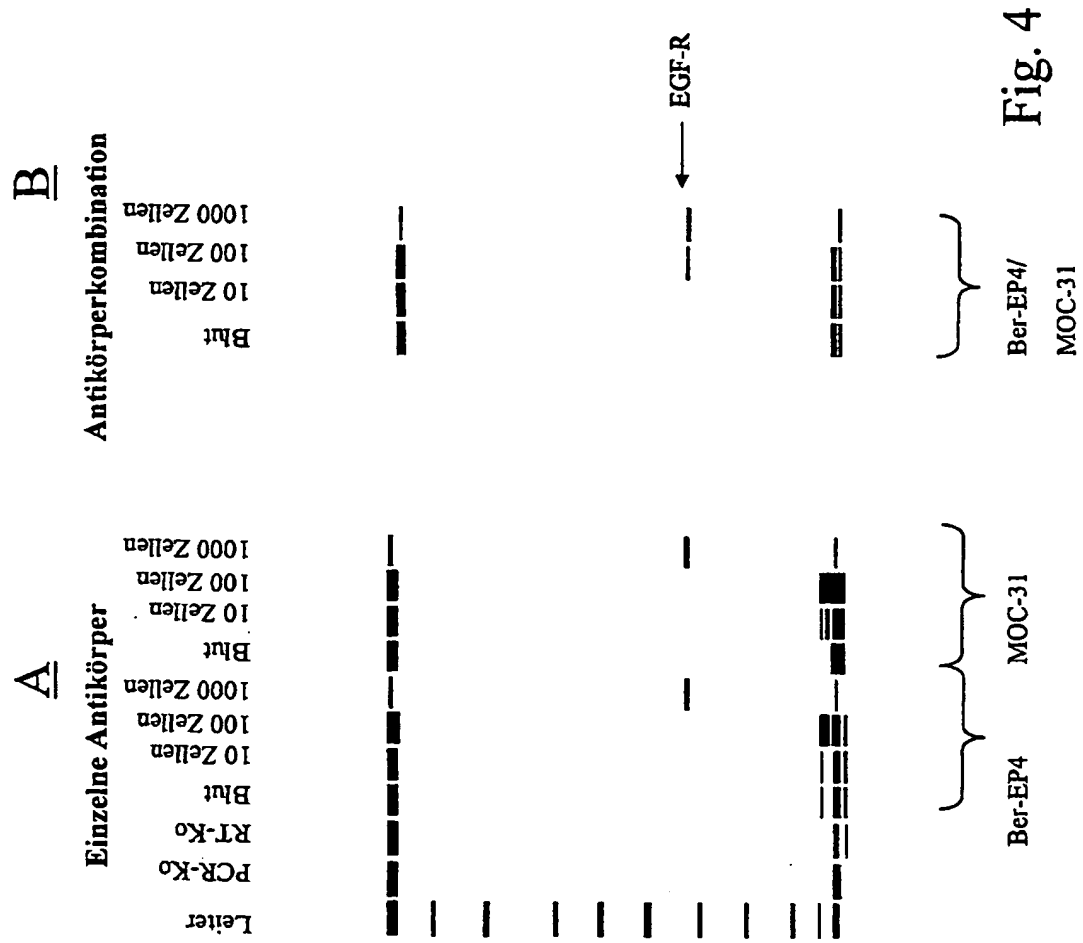 A
Einzelne Antikörper
Leiter
PCR-Ko
RT-Ko
Blut
10 Zellen
100 Zellen
1000 Zellen
Blut
10 Zellen
100 Zellen
1000 Zellen
Ber-EP4
MOC-31
B
Antikörperkombination
Blut
10 Zellen
100 Zellen
1000 Zellen
EGF-R
Ber-EP4/
MOC-31
Fig. 4